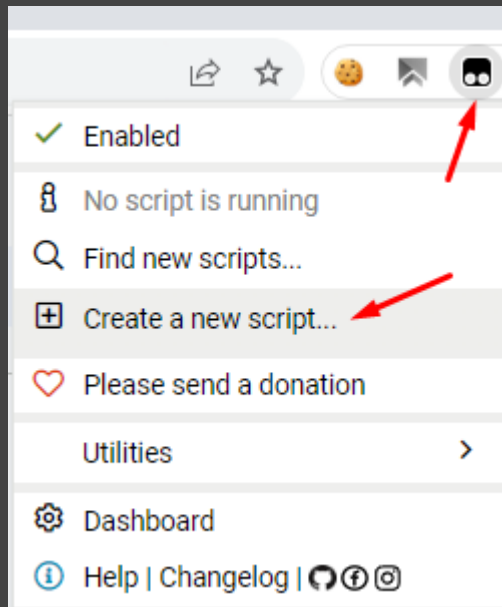 Enabled
No script is running
Find new scripts...
Create a new script...
Please send a donation
Utilities
Dashboard
Help | Changelog |